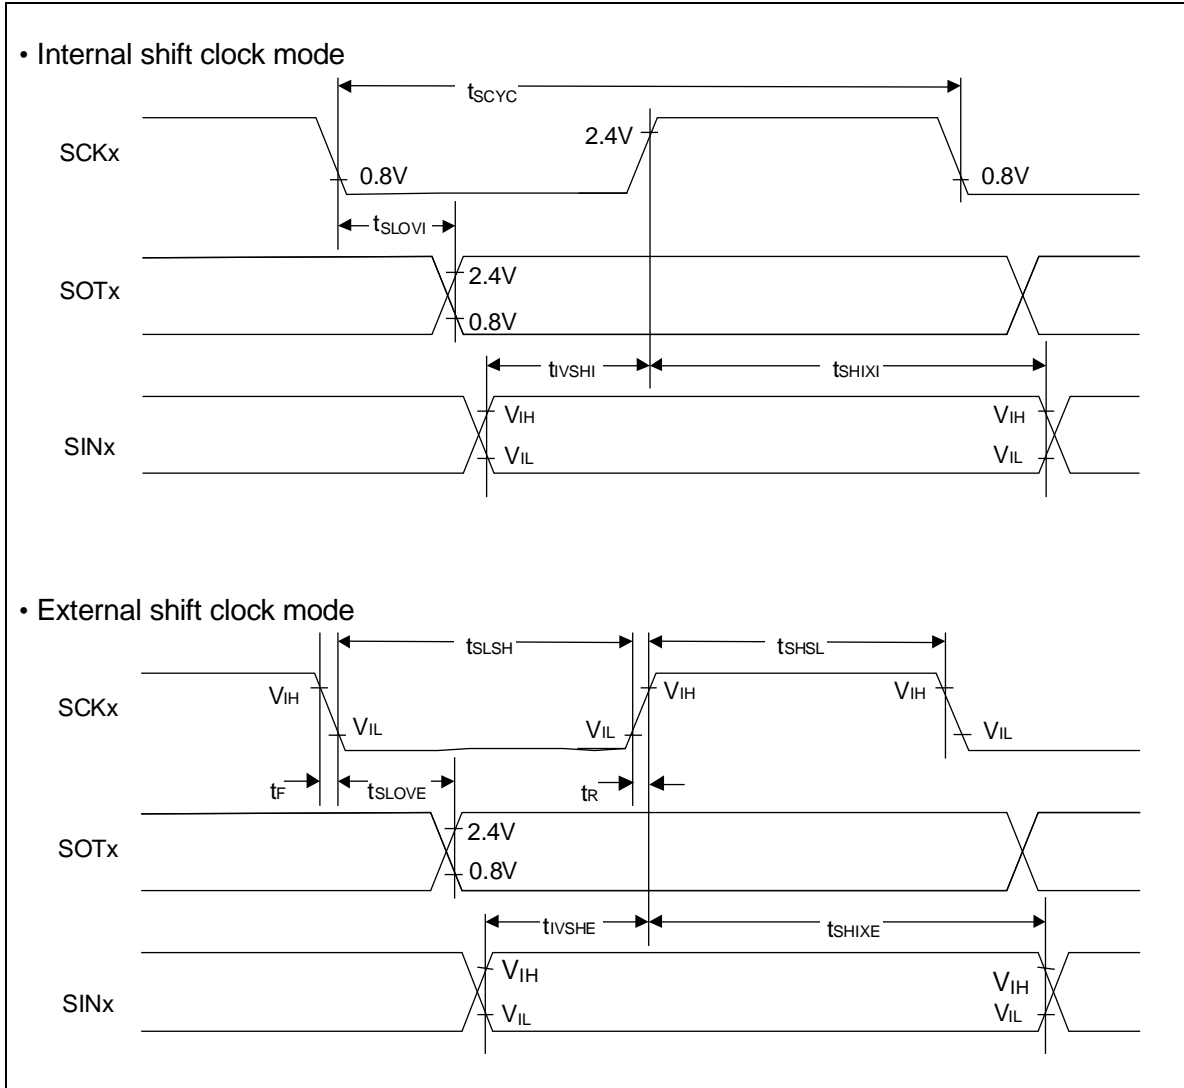 • Internal shift clock mode
tSCYC
SCKx
2.4V
0.8V
0.8V
tSLOVI
SOTx
2.4V
0.8V
tIVSHI
tSHIXI
SINx
VIH
VIH
VIL
VIL
• External shift clock mode
tSLSH
tSHSL
SCKx
VIH
VIH
VIH
VIL
VIL
VIL
tF
tSLOVE
tR
SOTx
2.4V
0.8V
tIVSHE
tSHIXE
SINx
VIH
VIH
VIL
VIL